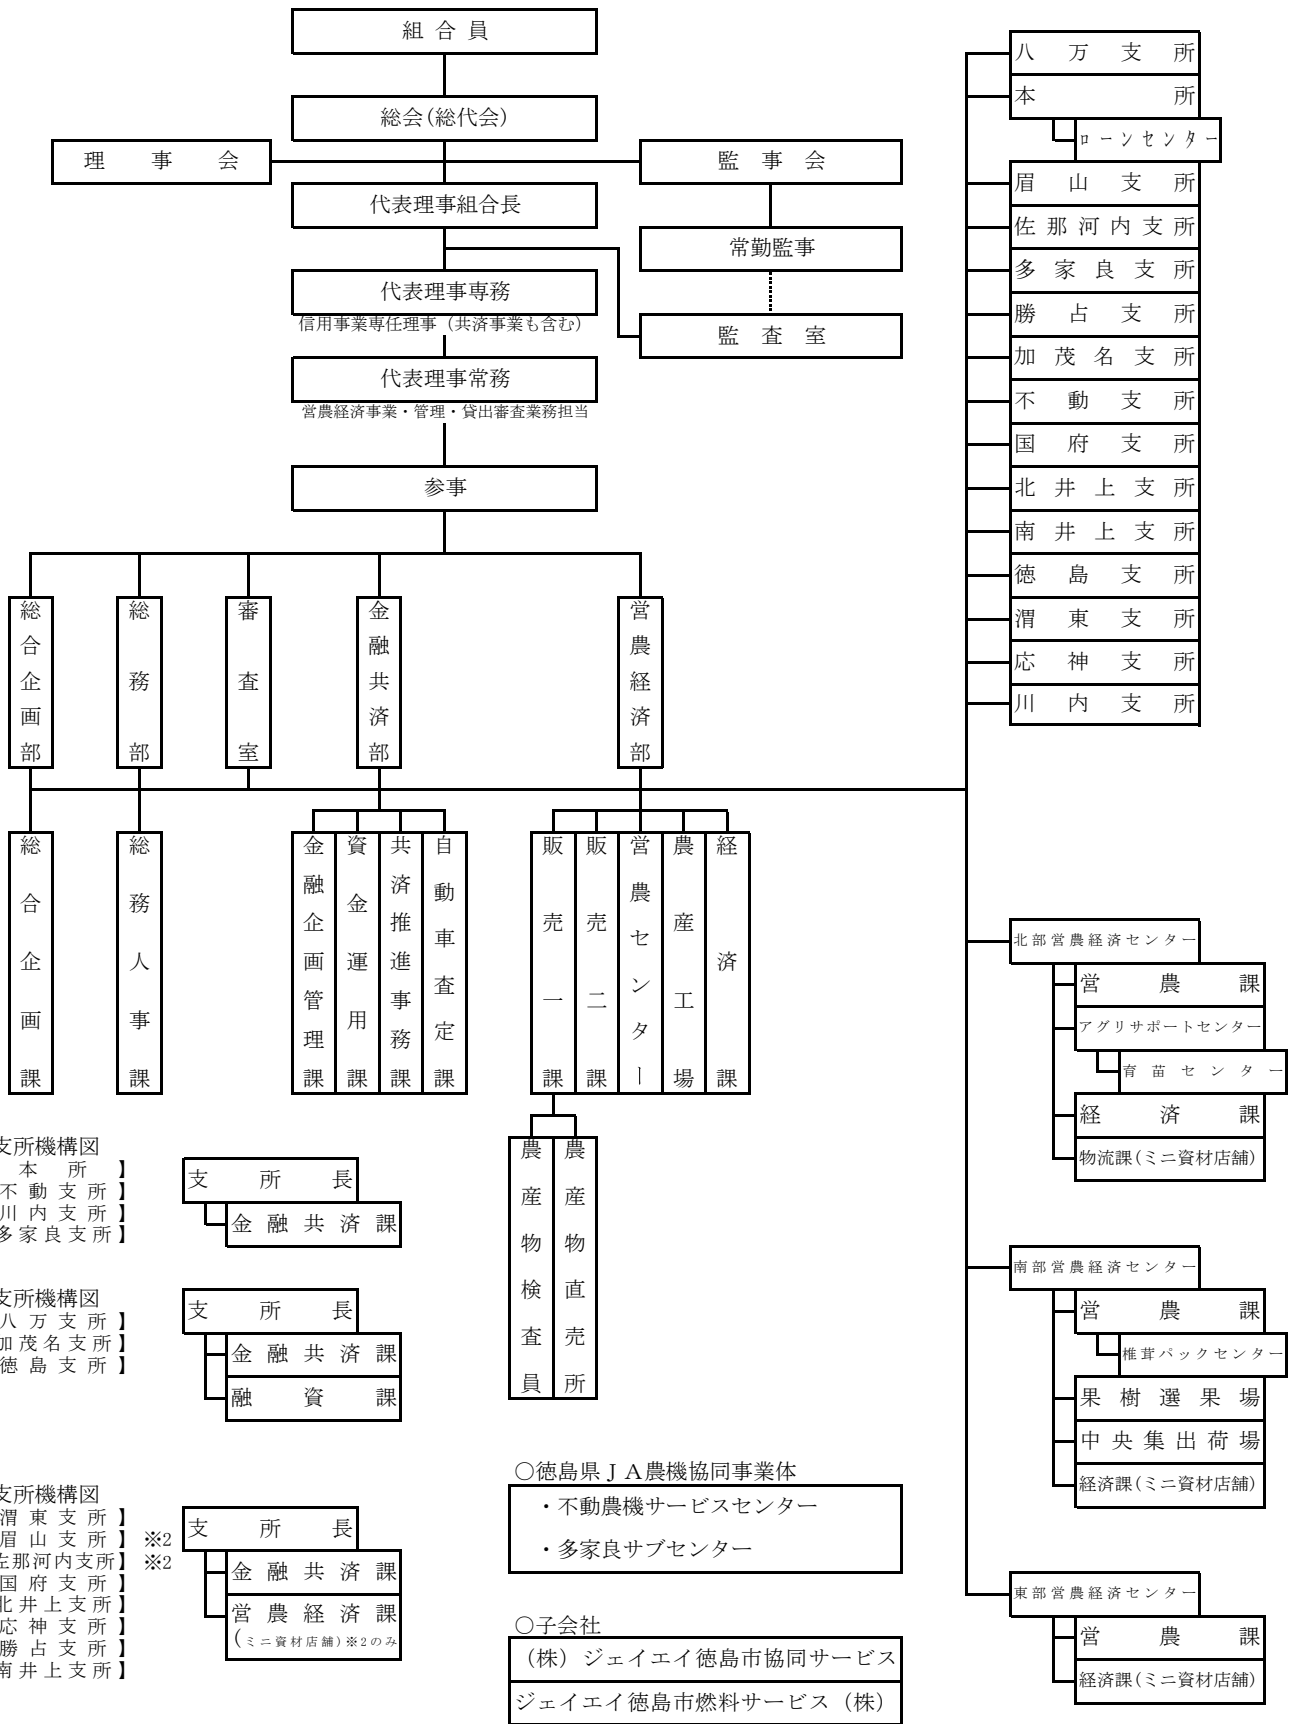 組合員
総会(総代会)
理事会
監事会
代表理事組合長
常勤監事
代表理事専務
信用事業専任理事（共済事業も含む）
監査室
代表理事常務
営農経済事業・管理・貸出審査業務担当
参事
総合企画部
総務部
審査室
金融共済部
営農経済部
総合企画課
総務人事課
金融企画管理課
資金運用課
共済推進事務課
自動車査定課
販売一課
販売二課
営農センター
農産工場
経済課
農産物検査員
農産物直売所
八万支所
本所
ローンセンター
眉山支所
佐那河内支所
多家良支所
勝占支所
加茂名支所
不動支所
国府支所
北井上支所
南井上支所
徳島支所
渭東支所
応神支所
川内支所
北部営農経済センター
営農課
アグリサポートセンター
育苗センター
経済課
物流課(ミニ資材店舗)
南部営農経済センター
営農課
椎茸パックセンター
果樹選果場
中央集出荷場
経済課(ミニ資材店舗)
東部営農経済センター
営農課
経済課(ミニ資材店舗)
支所機構図
本所】
不動支所】
川内支所】
多家良支所】
支所長
金融共済課
支所機構図
八万支所】
加茂名支所】
徳島支所】
支所長
金融共済課
融資課
支所機構図
渭東支所】
眉山支所】※2
佐那河内支所】※2
国府支所】
北井上支所】
応神支所】
勝占支所】
南井上支所】
支所長
金融共済課
営農経済課
(ミニ資材店舗)※2のみ
○徳島県ＪＡ農機協同事業体
・不動農機サービスセンター
・多家良サブセンター
○子会社
（株）ジェイエイ徳島市協同サービス
ジェイエイ徳島市燃料サービス（株）